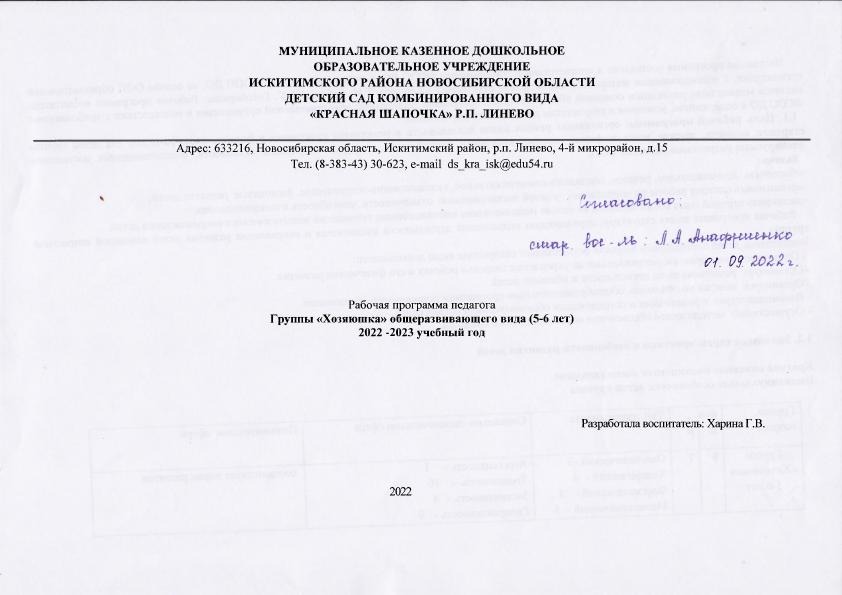 МУНИЦИПАЛЬНОЕ КАЗЕННОЕ ДОШКОЛЬНОЕ
ОБРАЗОВАТЕЛЬНОЕ УЧРЕЖДЕНИЕ
ИСКИТИМСКОГО РАЙОНА НОВОСИБИРСКОЙ ОБЛАСТИ
ДЕТСКИЙ САД КОМБИНИРОВАННОГО ВИДА
«КРАСНАЯ ШАПОЧКА» Р.П. ЛИНЕВО
Адрес: 633216, Новосибирская область, Искитимский район, р.п. Линево, 4-й микрорайон, д.15
Тел. (8-383-43) 30-623, e-mail ds_kra_isk@edu54.ru
Согласовано:
стар. вос-ль: Л.А.
01.09.2022г.
Рабочая программа педагога
Группы «Хозяюшка» общеразвивающего вида (5-6 лет)
2022 -2023 учебный год
Разработала воспитатель: Харина Г.В.
2022